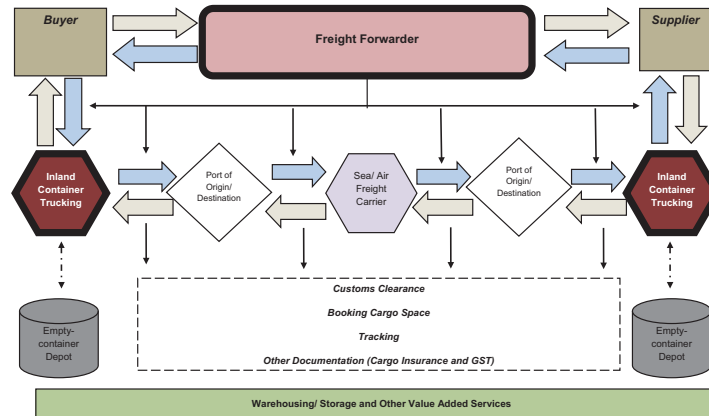 Buyer
Freight Forwarder
Supplier
Inland
Container
Trucking
Port of
Origin/
Destination
Sea/ Air
Freight
Carrier
Port of
Origin/
Destination
Inland
Container
Trucking
Customs Clearance
Booking Cargo Space
Tracking
Other Documentation (Cargo Insurance and GST)
Empty-
container
Depot
Empty-
container
Depot
Warehousing/ Storage and Other Value Added Services